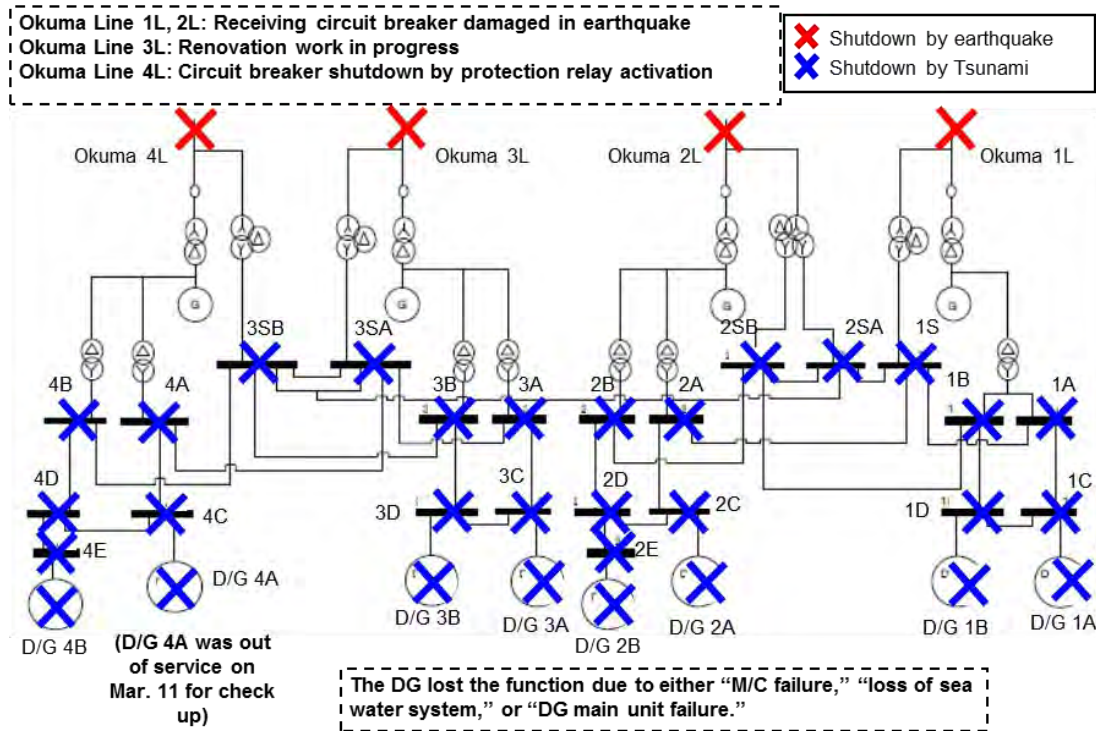 Okuma Line 1L, 2L: Receiving circuit breaker damaged in earthquake
Okuma Line 3L: Renovation work in progress
Okuma Line 4L: Circuit breaker shutdown by protection relay activation
Shutdown by earthquake
Shutdown by Tsunami
Okuma 4L
Okuma 3L
Okuma 2L
Okuma 1L
G
G
G
G
3SB
3SA
2SB
2SA
1S
4B
4A
3B
3A
2B
2A
1B
1A
4D
4C
3D
3C
2D
2C
1D
1C
4E
2E
D/G 4A
D/G 4B
D/G 3B
D/G 3A
D/G 2B
D/G 2A
D/G 1B
D/G 1A
(D/G 4A was out
of service on
Mar. 11 for check
up)
The DG lost the function due to either “M/C failure,” “loss of sea
water system,” or “DG main unit failure.”